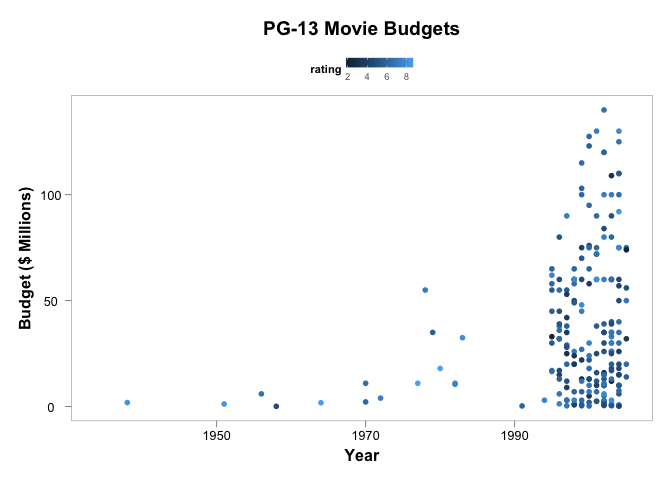 PG-13 Movie Budgets
rating
2 4 6 8
Budget ($ Millions)
100
50
0
1950 1970 1990
Year